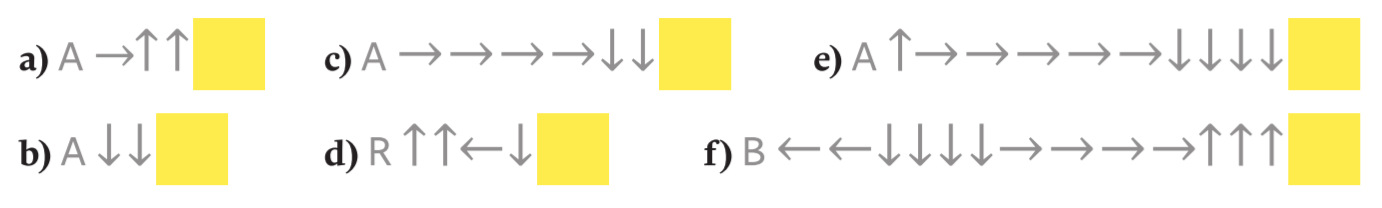 a) A →↑↑ c) A →→→→↓↓ e) A ↑→→→→→↓↓↓↓
b) A ↓↓ d) R ↑↑←↓ f) B ←←↓↓↓↓→→→→↑↑↑